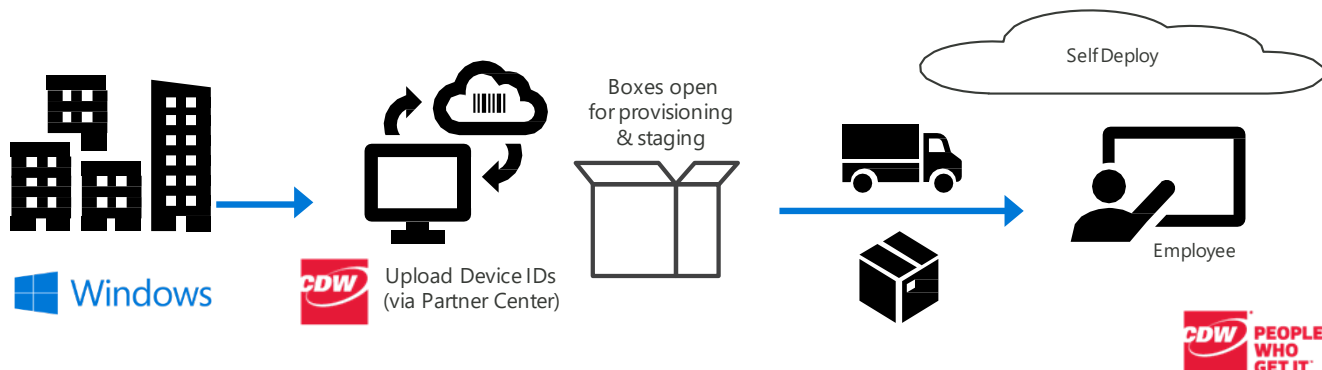 Self Deploy
Boxes open
for provisioning
& staging
Employee
Windows
CDW
Upload Device IDs
(via Partner Center)
CDW
PEOPLE
WHO
GET IT